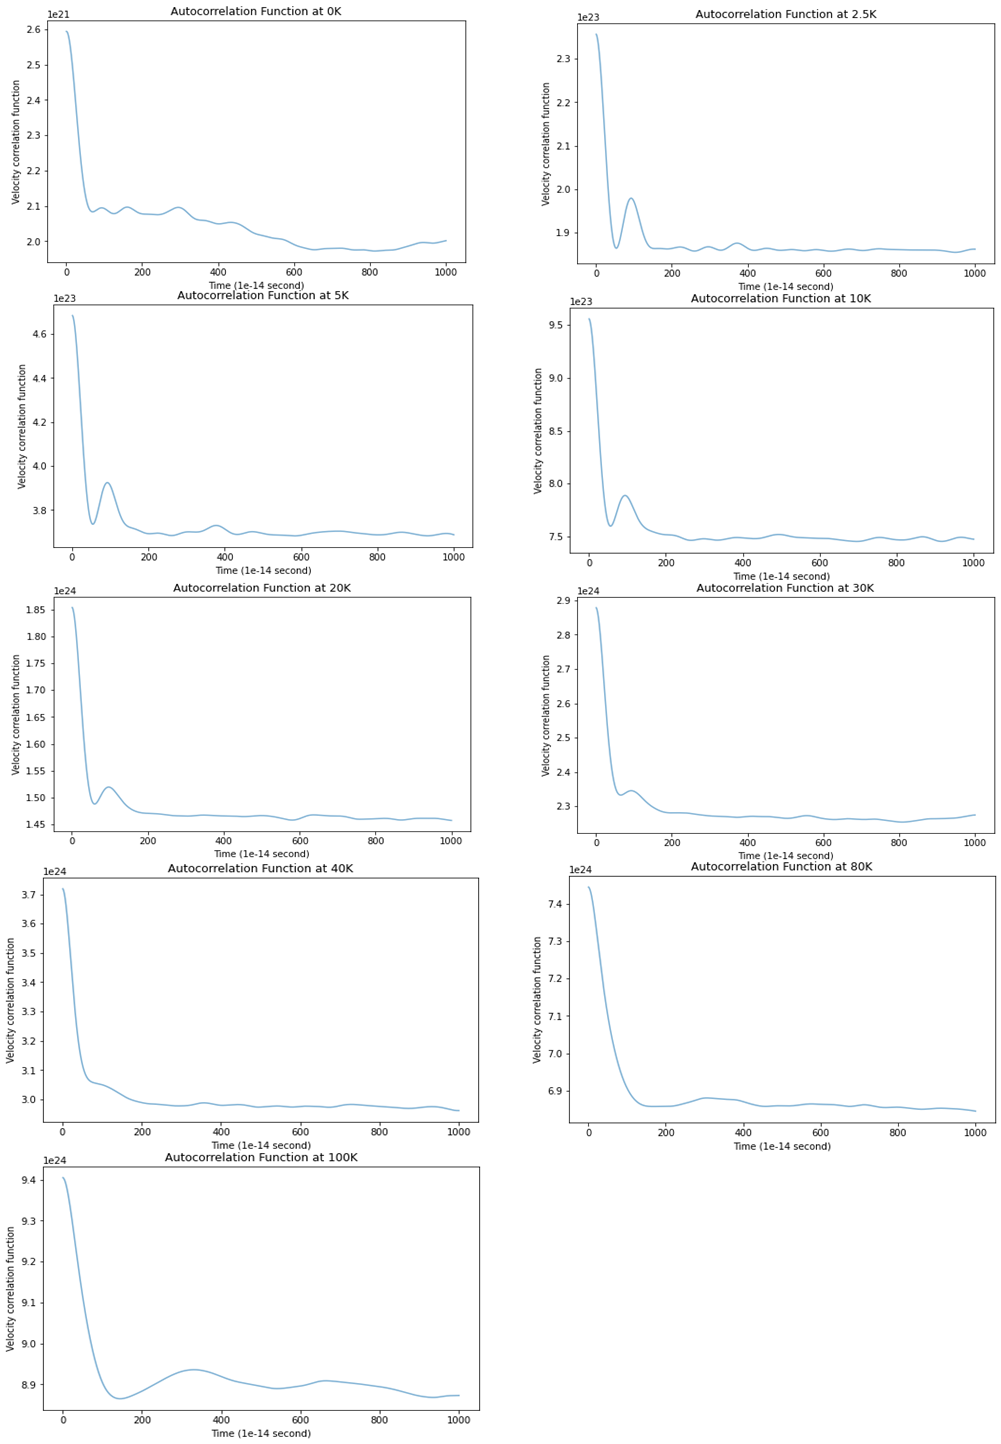 Autocorrelation Function at 0K
1e21
2.6
2.5
2.4
2.3
2.2
2.1
2.0
Velocity correlation function
0 200 400 600 800 1000
Time (1e-14 second)
Autocorrelation Function at 2.5K
1e23
2.3
2.2
2.1
2.0
1.9
Velocity correlation function
0 200 400 600 800 1000
Time (1e-14 second)
Autocorrelation Function at 5K
1e23
4.6
4.4
4.2
4.0
3.8
Velocity correlation function
0 200 400 600 800 1000
Time (1e-14 second)
Autocorrelation Function at 10K
1e23
9.5
9.0
8.5
8.0
7.5
Velocity correlation function
0 200 400 600 800 1000
Time (1e-14 second)
Autocorrelation Function at 20K
1e24
1.85
1.80
1.75
1.70
1.65
1.60
1.55
1.50
1.45
Velocity correlation function
0 200 400 600 800 1000
Time (1e-14 second)
Autocorrelation Function at 30K
1e24
2.9
2.8
2.7
2.6
2.5
2.4
2.3
Velocity correlation function
0 200 400 600 800 1000
Time (1e-14 second)
Autocorrelation Function at 40K
1e24
3.7
3.6
3.5
3.4
3.3
3.2
3.1
3.0
Velocity correlation function
0 200 400 600 800 1000
Time (1e-14 second)
Autocorrelation Function at 80K
1e24
7.4
7.3
7.2
7.1
7.0
6.9
Velocity correlation function
0 200 400 600 800 1000
Time (1e-14 second)
Autocorrelation Function at 100K
1e24
9.4
9.3
9.2
9.1
9.0
8.9
Velocity correlation function
0 200 400 600 800 1000
Time (1e-14 second)